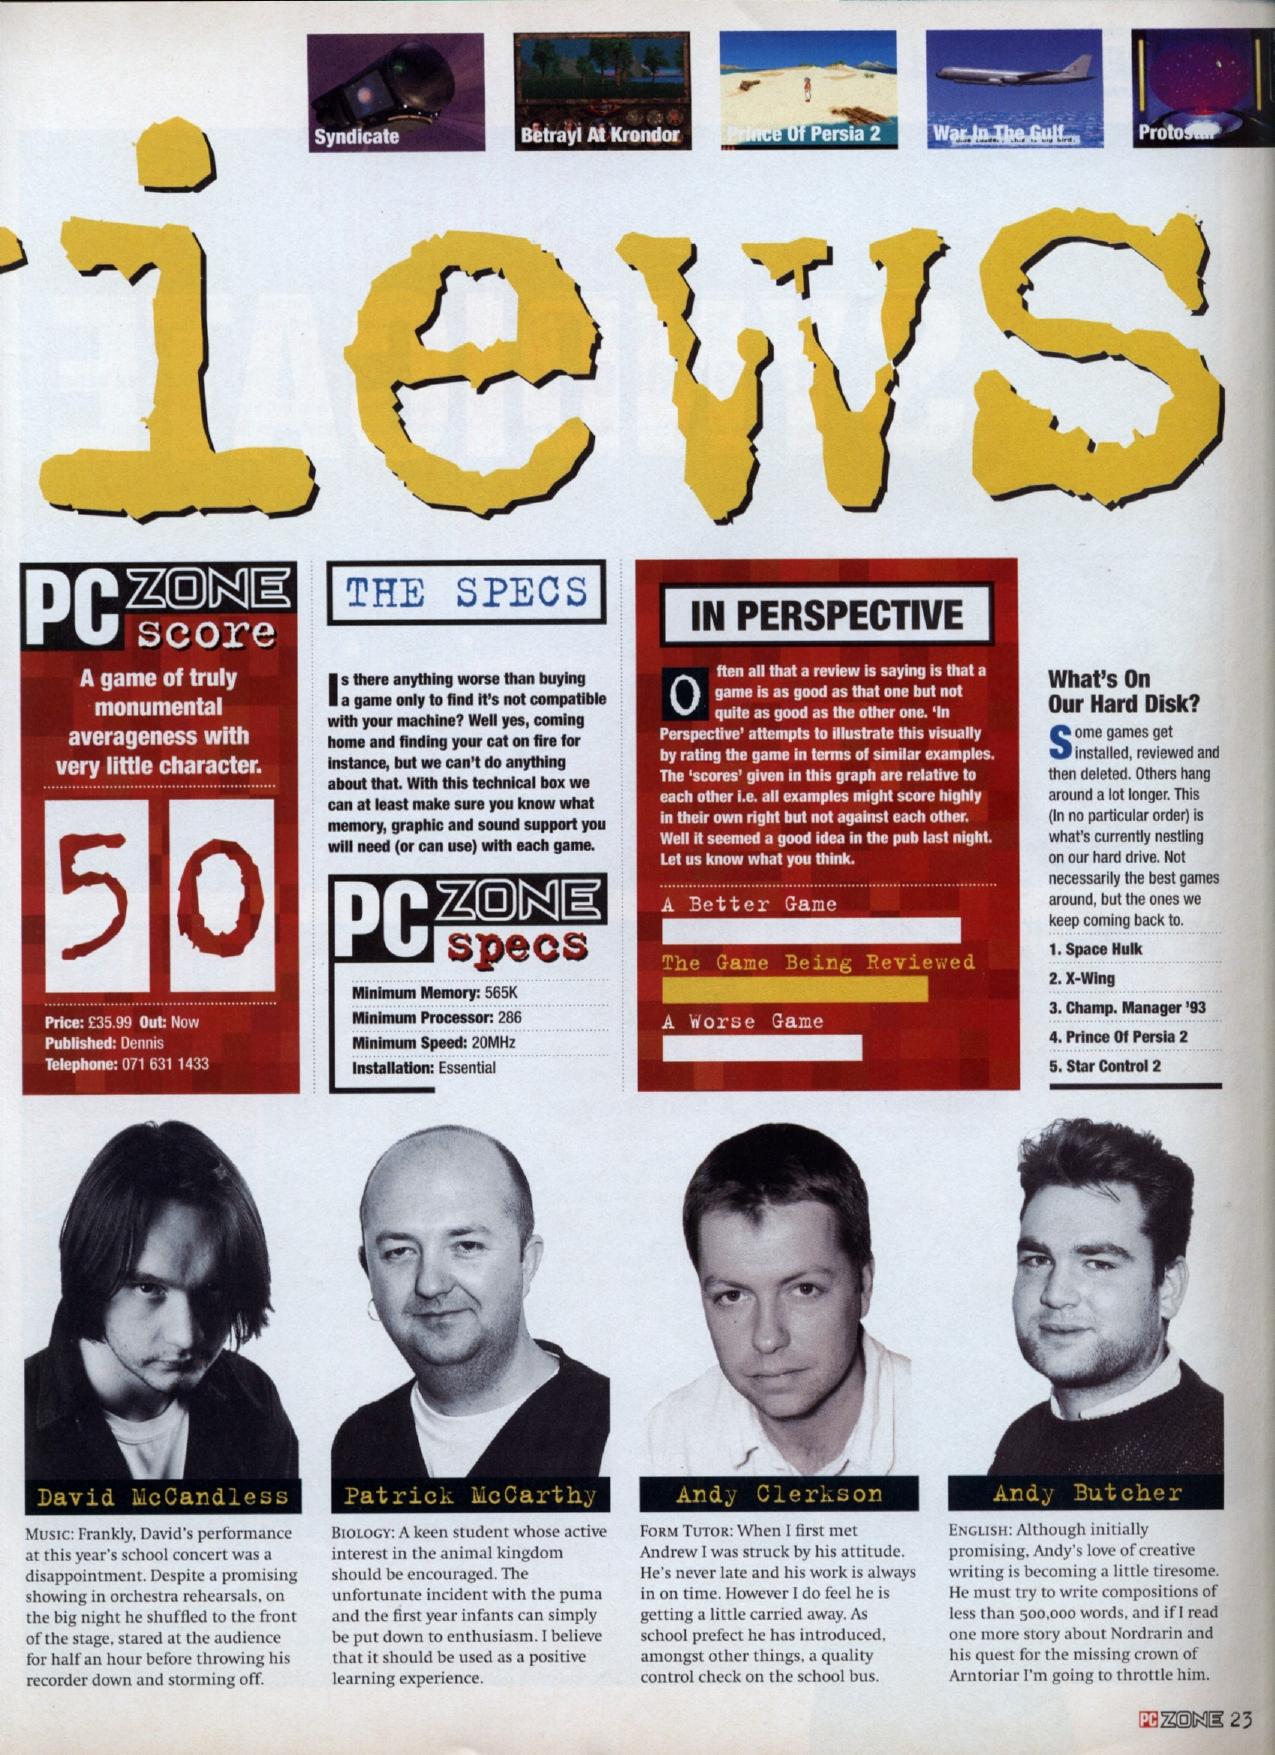 Syndicate
Betrayl At Krondor
Prince Of Persia 2
War In The Gulf
Protostar
iews
PC ZONE
score
A game of truly
monumental
averageness with
very little character.
50
Price: £35.99 Out: Now
Published: Dennis
Telephone: 071 631 1433
THE SPECS
Is there anything worse than buying
a game only to find it's not compatible
with your machine? Well yes, coming
home and finding your cat on fire for
instance, but we can't do anything
about that. With this technical box we
can at least make sure you know what
memory, graphic and sound support you
will need (or can use) with each game.
PC ZONE
specs
Minimum Memory: 565K
Minimum Processor: 286
Minimum Speed: 20MHz
Installation: Essential
IN PERSPECTIVE
Often all that a review is saying is that a
game is as good as that one but not
quite as good as the other one. 'In
Perspective' attempts to illustrate this visually
by rating the game in terms of similar examples.
The 'scores' given in this graph are relative to
each other i.e. all examples might score highly
in their own right but not against each other.
Well it seemed a good idea in the pub last night.
Let us know what you think.
A Better Game
The Game Being Reviewed
A Worse Game
What's On
Our Hard Disk?
Some games get
installed, reviewed and
then deleted. Others hang
around a lot longer. This
(In no particular order) is
what's currently nestling
on our hard drive. Not
necessarily the best games
around, but the ones we
keep coming back to.
1. Space Hulk
2. X-Wing
3. Champ. Manager '93
4. Prince Of Persia 2
5. Star Control 2
David McCandless
MUSIC: Frankly, David's performance
at this year's school concert was a
disappointment. Despite a promising
showing in orchestra rehearsals, on
the big night he shuffled to the front
of the stage, stared at the audience
for half an hour before throwing his
recorder down and storming off.
Patrick McCarthy
BIOLOGY: A keen student whose active
interest in the animal kingdom
should be encouraged. The
unfortunate incident with the puma
and the first year infants can simply
be put down to enthusiasm. I believe
that it should be used as a positive
learning experience.
Andy Clerkson
FORM TUTOR: When I first met
Andrew I was struck by his attitude.
He's never late and his work is always
in on time. However I do feel he is
getting a little carried away. As
school prefect he has introduced,
amongst other things, a quality
control check on the school bus.
Andy Butcher
ENGLISH: Although initially
promising, Andy's love of creative
writing is becoming a little tiresome.
He must try to write compositions of
less than 500,000 words, and if I read
one more story about Nordrarin and
his quest for the missing crown of
Arntoriar I'm going to throttle him.
PC ZONE 23